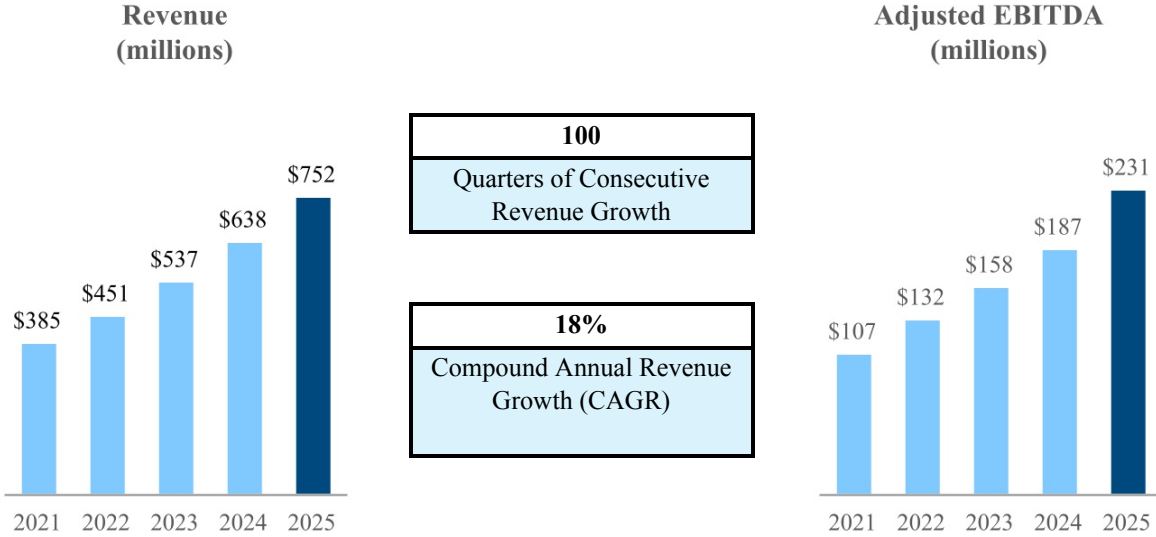 Revenue
(millions)
$385
$451
$537
$638
$752
2021
2022
2023
2024
2025
100
Quarters of Consecutive
Revenue Growth
18%
Compound Annual Revenue
Growth (CAGR)
Adjusted EBITDA
(millions)
$107
$132
$158
$187
$231
2021
2022
2023
2024
2025